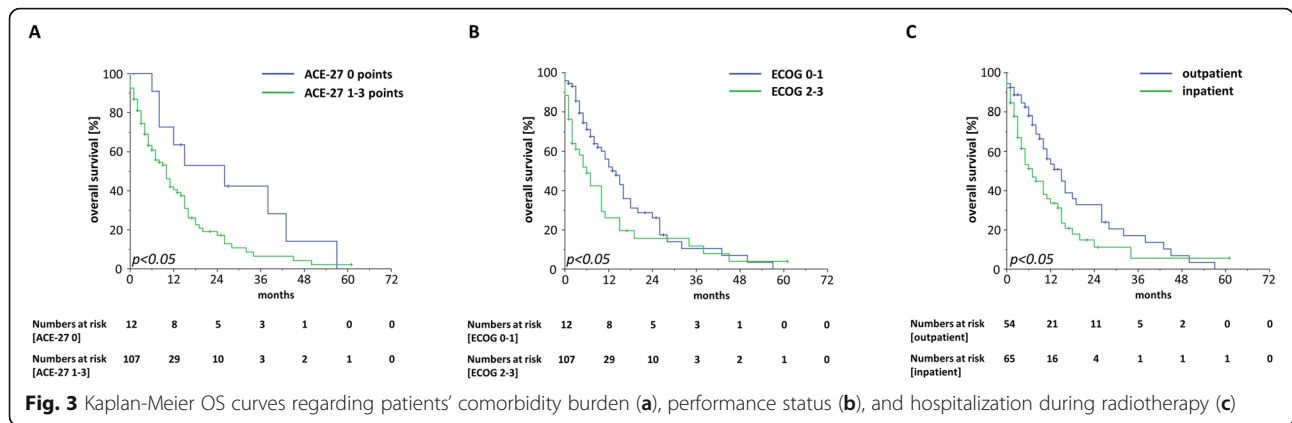 A
ACE-27 0 points
ACE-27 1-3 points
100
80
60
40
20
0
overall survival [%]
p<0.05
0 12 24 36 48 60 72
months
Numbers at risk 12 8 5 3 1 0 0
[ACE-27 0]
Numbers at risk 107 29 10 3 2 1 0
[ACE-27 1-3]
B
ECOG 0-1
ECOG 2-3
100
80
60
40
20
0
overall survival [%]
p<0.05
0 12 24 36 48 60 72
months
Numbers at risk 12 8 5 3 1 0 0
[ECOG 0-1]
Numbers at risk 107 29 10 3 2 1 0
[ECOG 2-3]
C
outpatient
inpatient
100
80
60
40
20
0
overall survival [%]
p<0.05
0 12 24 36 48 60 72
months
Numbers at risk 54 21 11 5 2 0 0
[outpatient]
Numbers at risk 65 16 4 1 1 1 0
[inpatient]
Fig. 3 Kaplan-Meier OS curves regarding patients’ comorbidity burden (a), performance status (b), and hospitalization during radiotherapy (c)